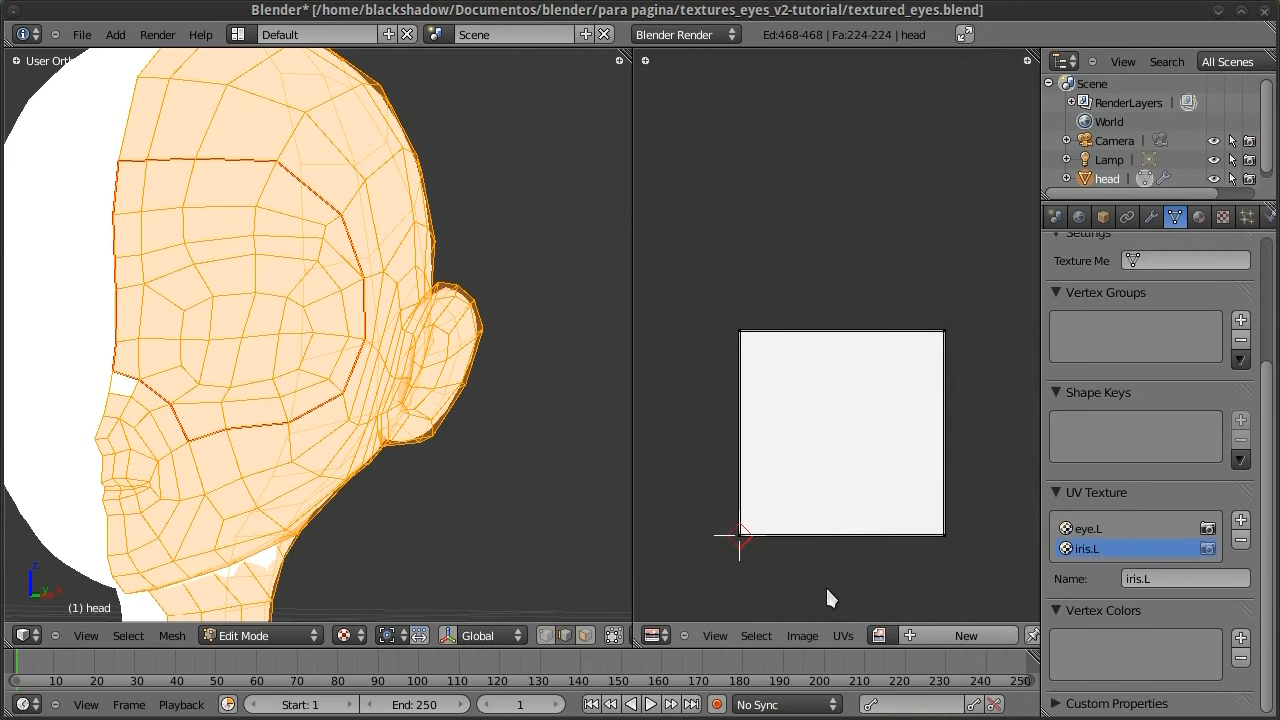 Blender* [/home/blackshadow/Documentos/blender/para pagina/textures_eyes_v2-tutorial/textured_eyes.blend]
File Add Render Help Default Scene Blender Render Ed:468-468 | Fa:224-224 | head
User Ort
View Search All Scenes
Scene
RenderLayers
World
Camera
Lamp
head
Settings
Texture Me
Vertex Groups
Shape Keys
UV Texture
eye.L
iris.L
Name: iris.L
Vertex Colors
Custom Properties
z
y
(1) head
View Select Mesh Edit Mode Global
View Select Image UVs New
10 20 30 40 50 60 70 80 90 100 110 120 130 140 150 160 170 180 190 200 210 220 230 240 250
View Frame Playback Start: 1 End: 250 1 No Sync